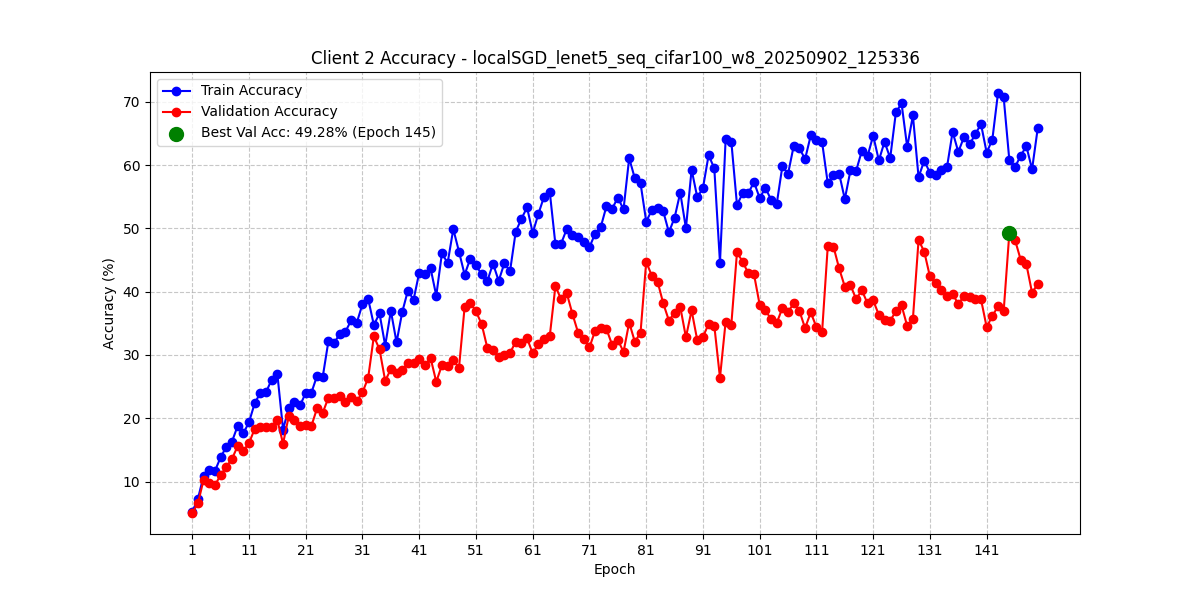 Client 2 Accuracy - localSGD_lenet5_seq_cifar100_w8_20250902_125336
Train Accuracy
Validation Accuracy
Best Val Acc: 49.28% (Epoch 145)
Accuracy (%)
70
60
50
40
30
20
10
1 11 21 31 41 51 61 71 81 91 101 111 121 131 141
Epoch